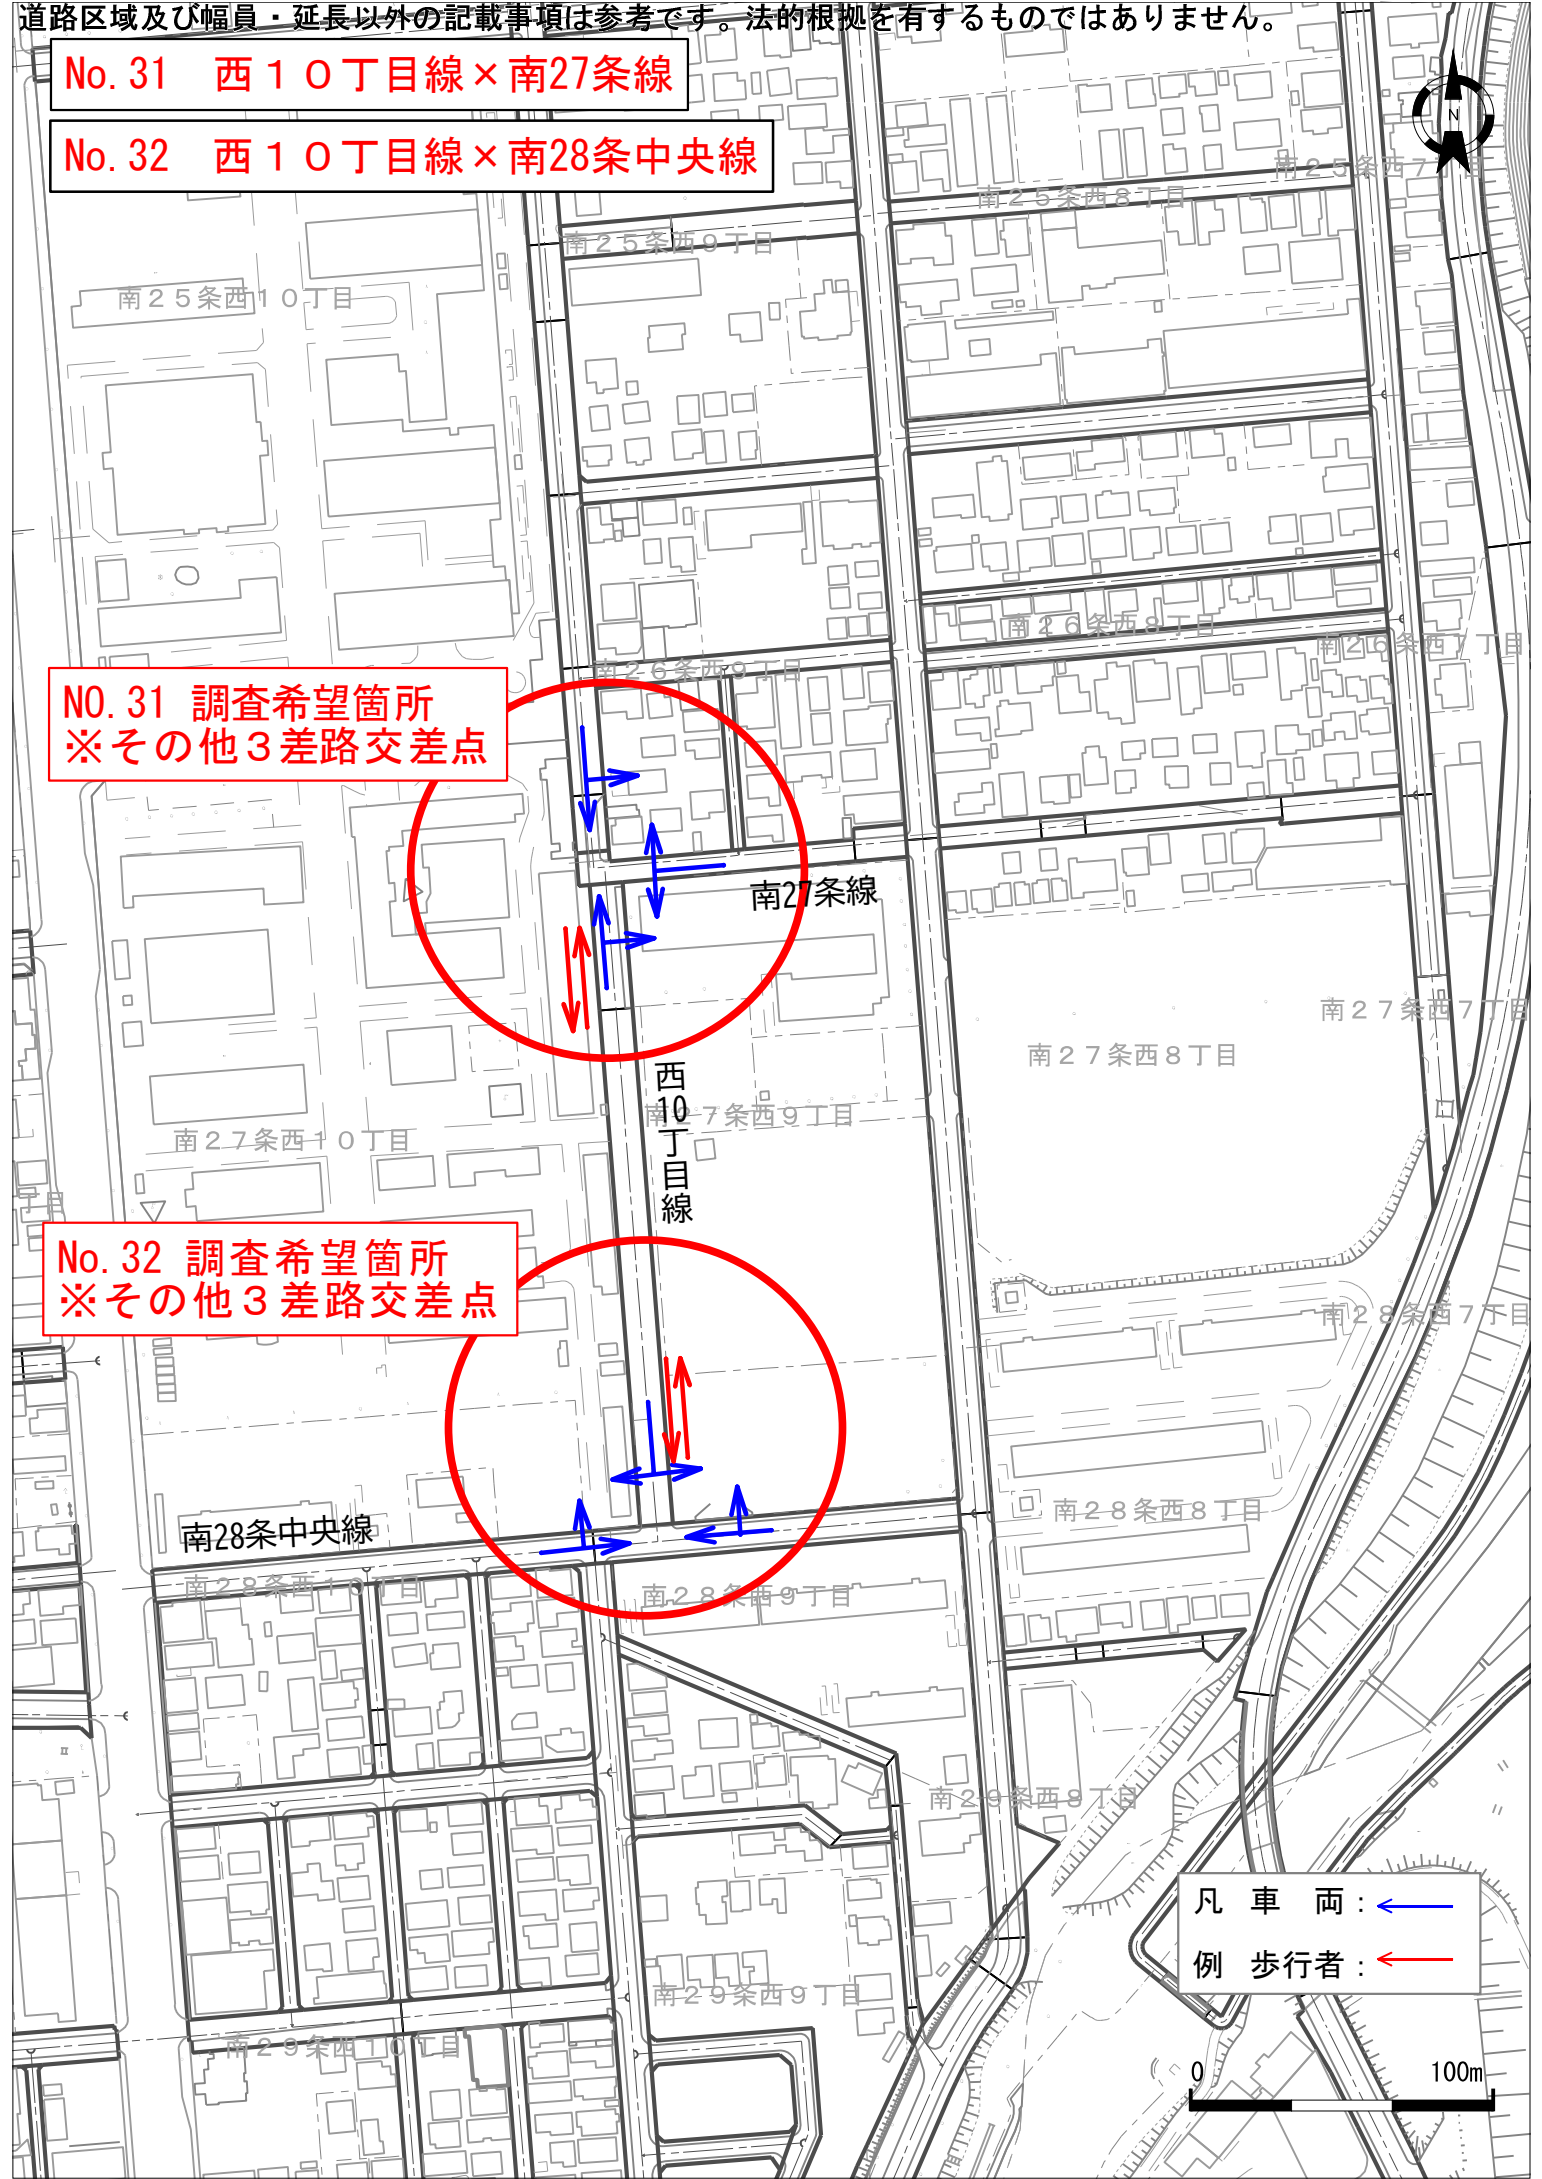 道路区域及び幅員・延長以外の記載事項は参考です。法的根拠を有するものではありません。
No.31　西１０丁目線×南27条線
No.32　西１０丁目線×南28条中央線
N
南２５条西７丁目
南２５条西８丁目
南２５条西９丁目
南２５条西１０丁目
南２６条西８丁目
南２６条西７丁目
南２６条西９丁目
NO.31 調査希望箇所
※その他３差路交差点
南27条線
南２７条西７丁目
南２７条西８丁目
西10丁目線
南２７条西９丁目
南２７条西１０丁目
丁目
No.32 調査希望箇所
※その他３差路交差点
南２８条西７丁目
南２８条西８丁目
南28条中央線
南２８条西１０丁目
南２８条西９丁目
南２９条西８丁目
凡　車　両：
例　歩行者：
南２９条西９丁目
南２９条西１０丁目
0　100m